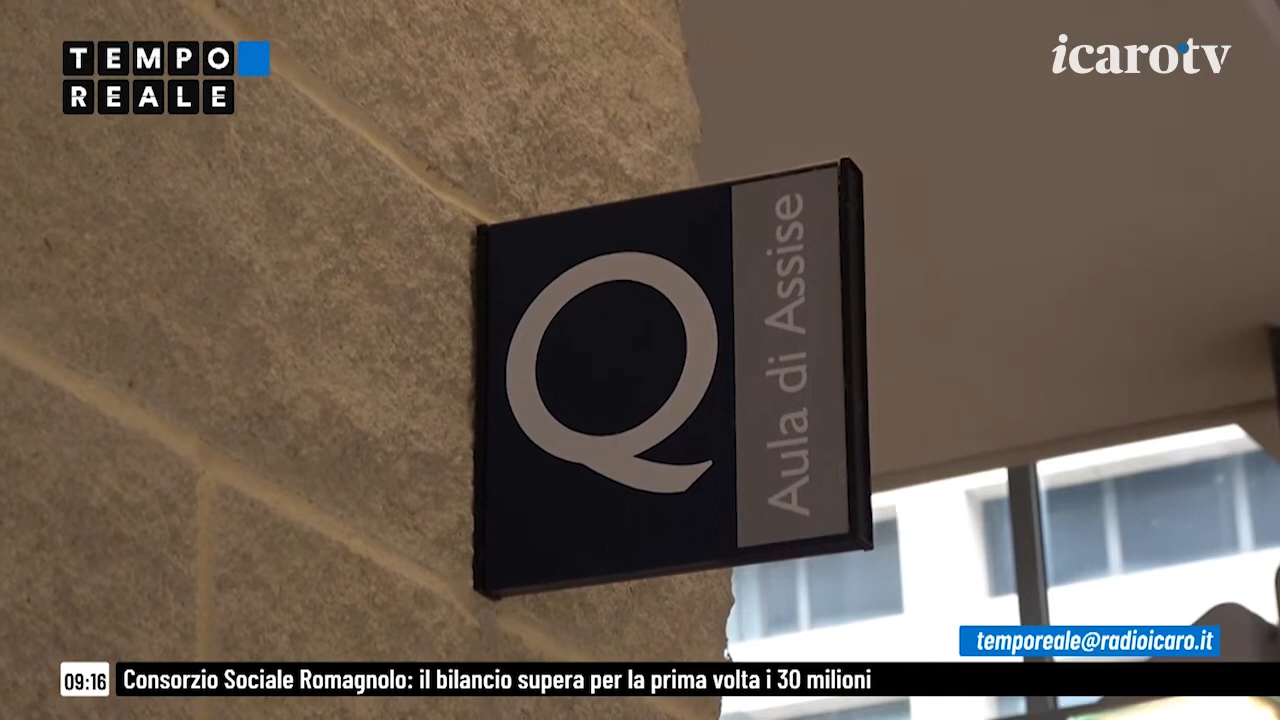 TEMPO
REALE
icarotv
Q
Aula di Assise
temporeale@radioicaro.it
09:16
Consorzio Sociale Romagnolo: il bilancio supera per la prima volta i 30 milioni